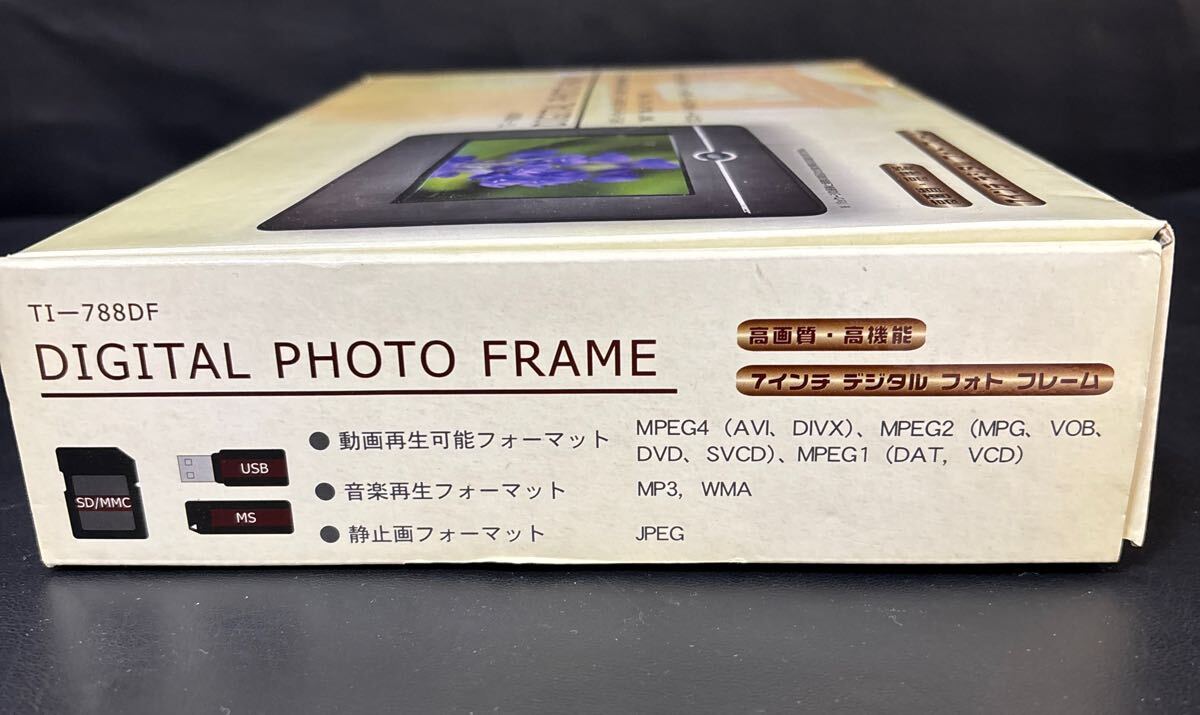 TI-788DF
DIGITAL PHOTO FRAME
高画質・高機能
7インチ デジタル フォト フレーム
SD/MMC
USB
MS
● 動画再生可能フォーマット
MPEG4 (AVI、DIVX)、MPEG2 (MPG、VOB、
DVD、SVCD)、MPEG1 (DAT, VCD)
● 音楽再生フォーマット
MP3, WMA
● 静止画フォーマット
JPEG